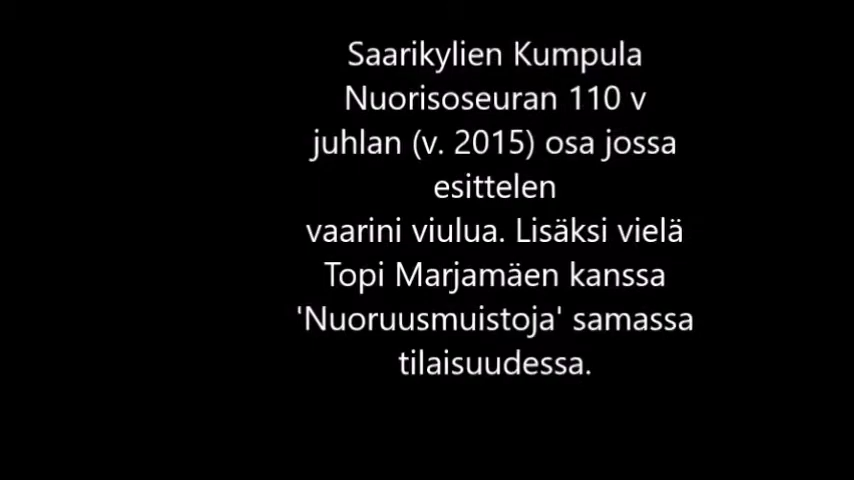 Saarikylien Kumpula
Nuorisoseuran 110 v
juhlan (v. 2015) osa jossa
esittelen
vaarini viulua. Lisäksi vielä
Topi Marjamäen kanssa
'Nuoruusmuistoja' samassa
tilaisuudessa.